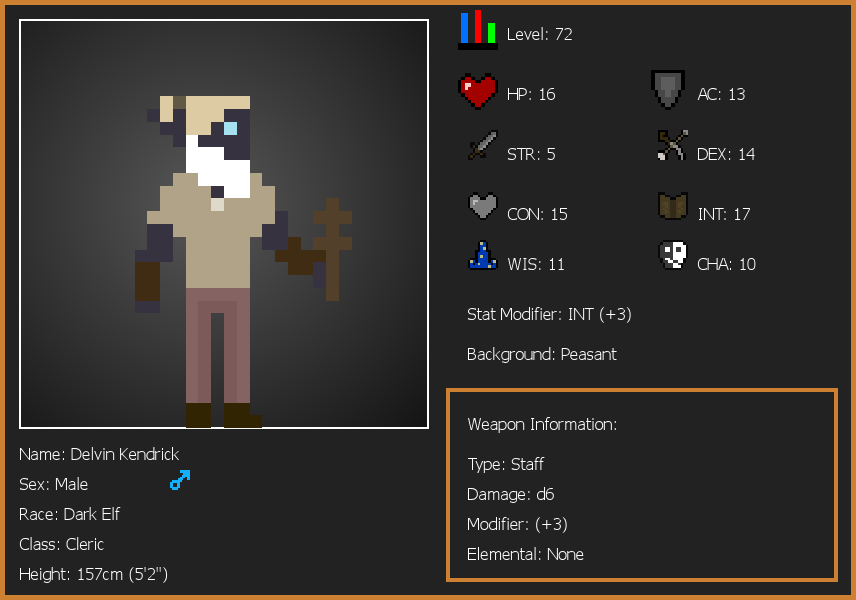 Level: 72
HP: 16
AC: 13
STR: 5
DEX: 14
CON: 15
INT: 17
WIS: 11
CHA: 10
Stat Modifier: INT (+3)
Background: Peasant
Weapon Information:
Type: Staff
Damage: d6
Modifier: (+3)
Elemental: None
Name: Delvin Kendrick
Sex: Male
Race: Dark Elf
Class: Cleric
Height: 157cm (5'2")